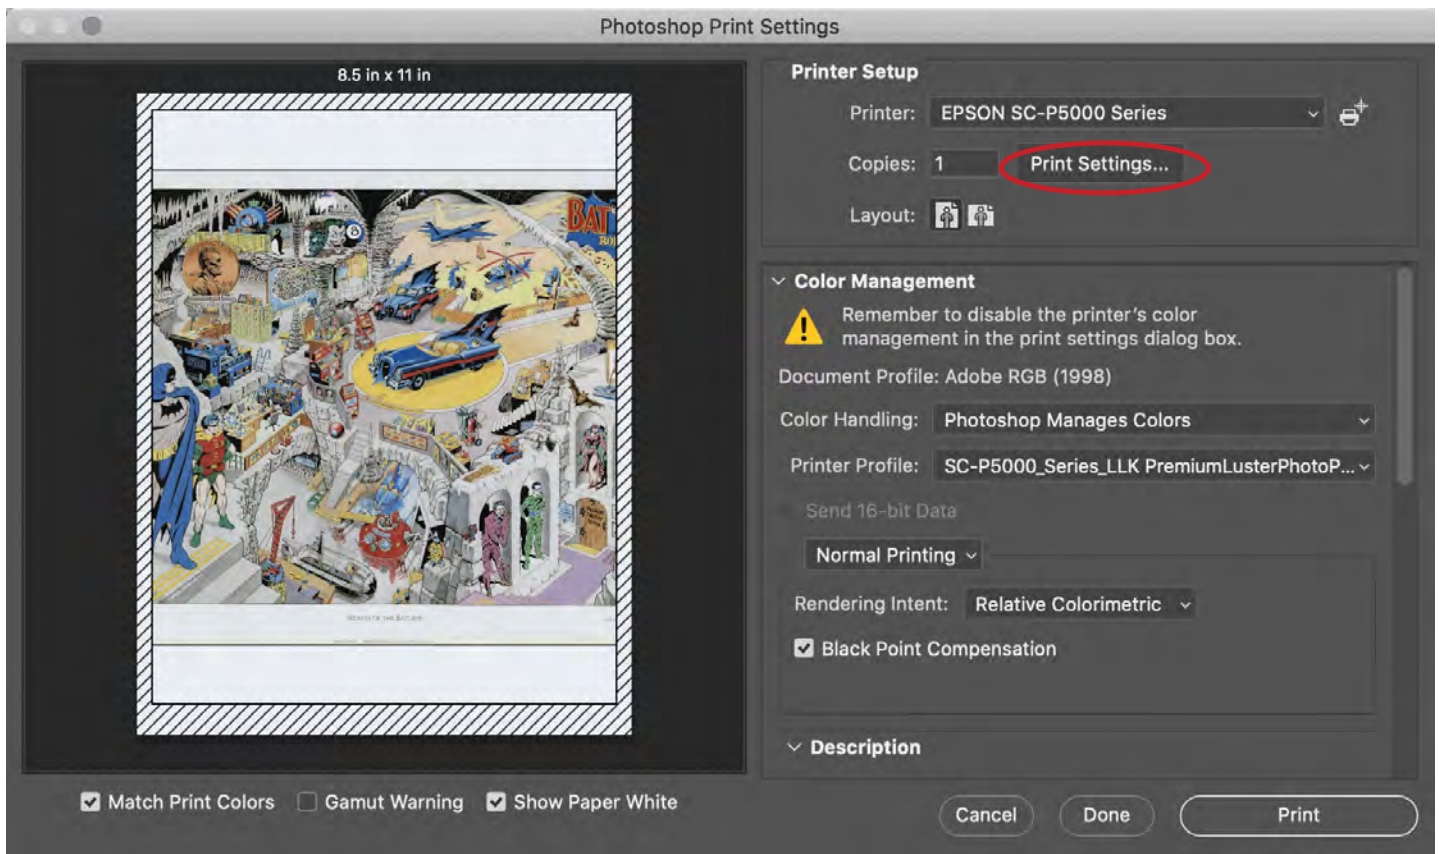 Photoshop Print Settings
8.5 in x 11 in
BAT
RO
8
Printer Setup
Printer: EPSON SC-P5000 Series
Copies: 1 Print Settings...
Layout:
Color Management
Remember to disable the printer's color
management in the print settings dialog box.
Document Profile: Adobe RGB (1998)
Color Handling: Photoshop Manages Colors
Printer Profile: SC-P5000_Series_LLK PremiumLusterPhotoP...
Send 16-bit Data
Normal Printing
Rendering Intent: Relative Colorimetric
Black Point Compensation
Description
Match Print Colors Gamut Warning Show Paper White
Cancel Done Print